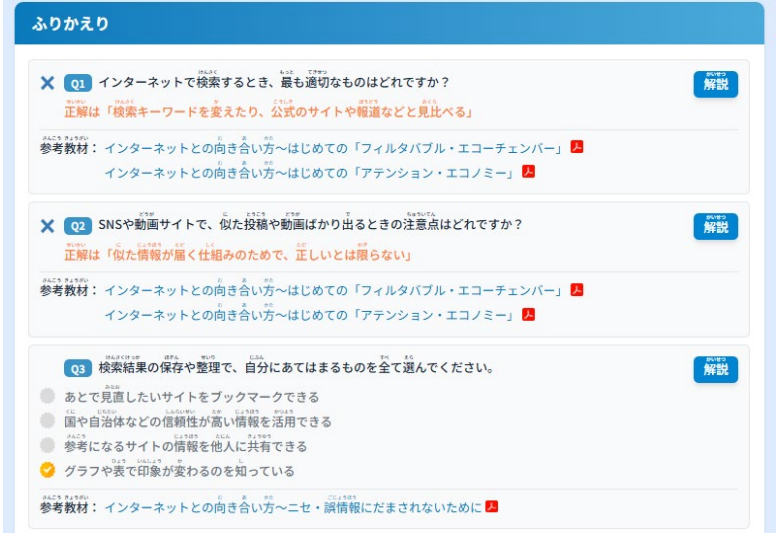 ふりかえり
Q1 インターネットで検索するとき、最も適切なものはどれですか？ 解説
正解は「検索キーワードを変えたり、公式のサイトや報道などと見比べる」
参考教材： インターネットとの向き合い方～はじめての「フィルタバブル・エコーチェンバー」
インターネットとの向き合い方～はじめての「アテンション・エコノミー」
Q2 SNSや動画サイトで、似た投稿や動画ばかり出るときの注意点はどれですか？ 解説
正解は「似た情報が届く仕組みのためで、正しいとは限らない」
参考教材： インターネットとの向き合い方～はじめての「フィルタバブル・エコーチェンバー」
インターネットとの向き合い方～はじめての「アテンション・エコノミー」
Q3 検索結果の保存や整理で、自分にあてはまるものを全て選んでください。 解説
あとで見直したいサイトをブックマークできる
国や自治体などの信頼性が高い情報を活用できる
参考になるサイトの情報を他人に共有できる
グラフや表で印象が変わるのを知っている
参考教材： インターネットとの向き合い方～ニセ・誤情報にだまされないために